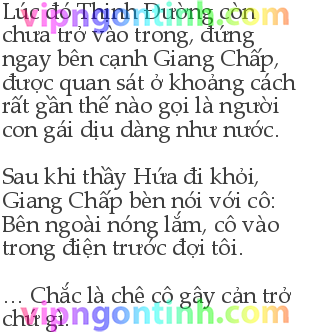 Lúc đó Thịnh Đường còn
vipngontinh.com
chưa trở vào trong, đứng
ngay bên cạnh Giang Chấp,
được quan sát ở khoảng cách
rất gần thế nào gọi là người
con gái dịu dàng như nước.
Sau khi thầy Hứa đi khỏi,
Giang Chấp bèn nói với cô:
Bên ngoài nóng lắm, cô vào
trong điện trước đợi tôi.
… Chắc là chê cô gây cản trở
chứ gì.
vipngontinh.com